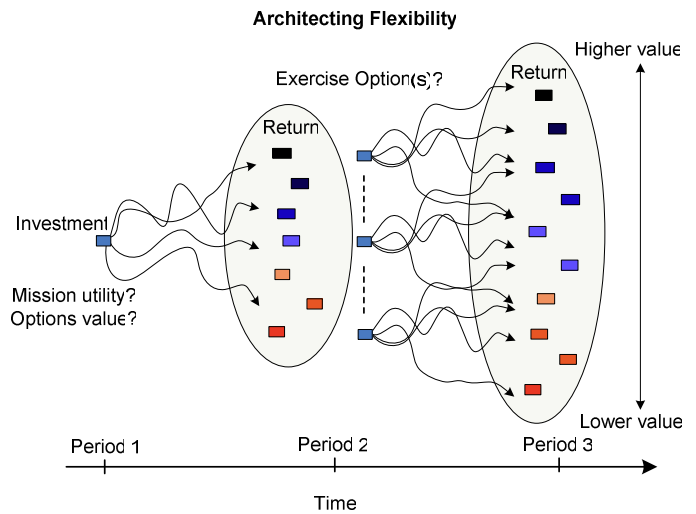 Architecting Flexibility
Higher value
Exercise Option(s)?
Return
Return
Investment
Mission utility?
Options value?
Lower value
Period 1
Period 2
Period 3
Time